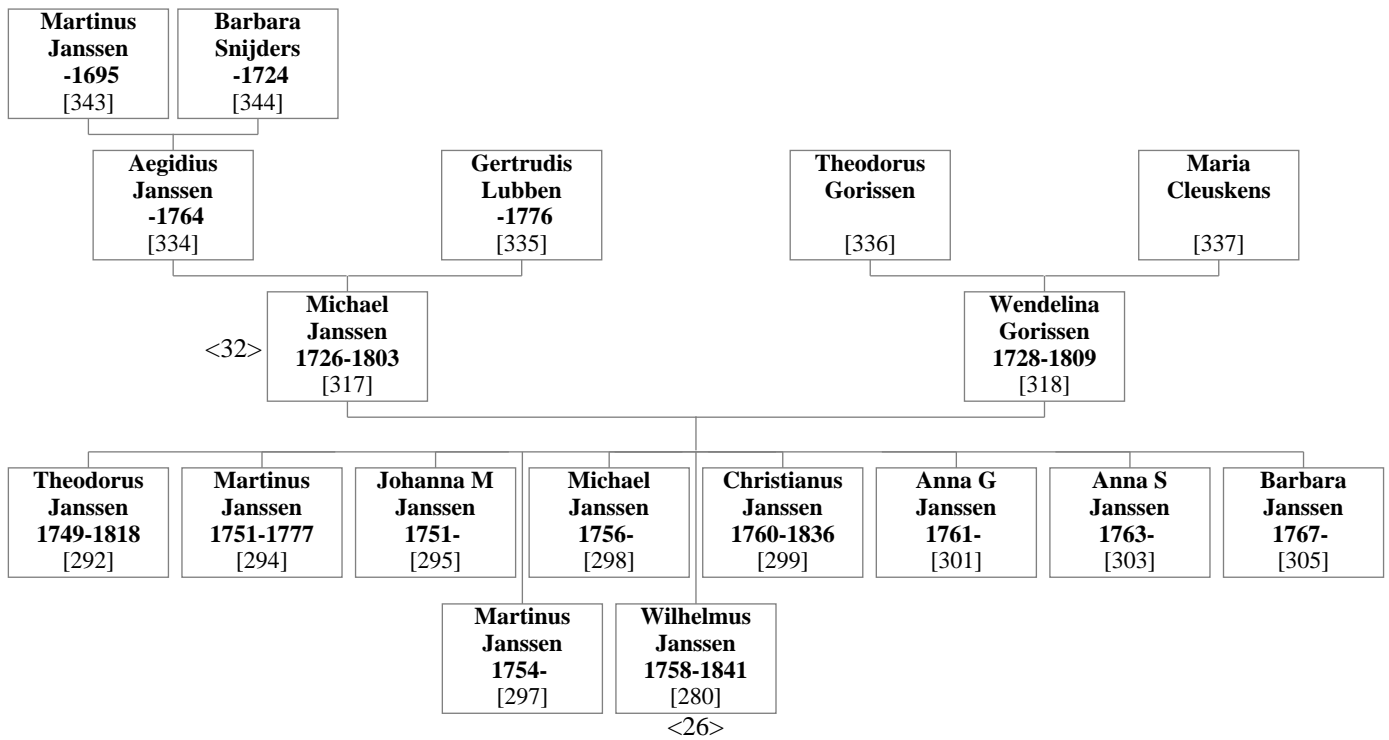 Martinus
Janssen
-1695
[343]
Barbara
Snijders
-1724
[344]
Aegidius
Janssen
-1764
[334]
Gertrudis
Lubben
-1776
[335]
Theodorus
Gorissen
[336]
Maria
Cleuskens
[337]
<32>
Michael
Janssen
1726-1803
[317]
Wendelina
Gorissen
1728-1809
[318]
Theodorus
Janssen
1749-1818
[292]
Martinus
Janssen
1751-1777
[294]
Johanna M
Janssen
1751-
[295]
Michael
Janssen
1756-
[298]
Christianus
Janssen
1760-1836
[299]
Anna G
Janssen
1761-
[301]
Anna S
Janssen
1763-
[303]
Barbara
Janssen
1767-
[305]
Martinus
Janssen
1754-
[297]
Wilhelmus
Janssen
1758-1841
[280]
<26>